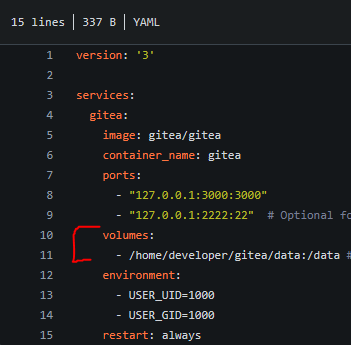 15 lines | 337 B | YAML
1 version: '3'
2
3 services:
4 gitea:
5 image: gitea/gitea
6 container_name: gitea
7 ports:
8 - "127.0.0.1:3000:3000"
9 - "127.0.0.1:2222:22" # Optional fo
10 volumes:
11 - /home/developer/gitea/data:/data #
12 environment:
13 - USER_UID=1000
14 - USER_GID=1000
15 restart: always